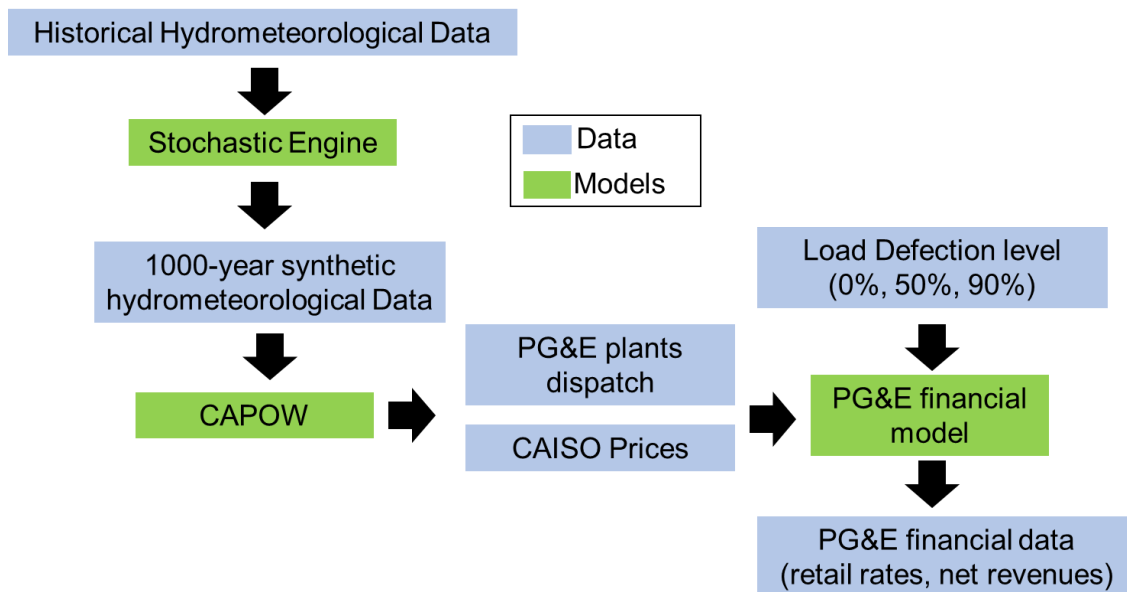 Historical Hydrometeorological Data
Stochastic Engine
Data
Models
1000-year synthetic
hydrometeorological Data
Load Defection level
(0%, 50%, 90%)
PG&E plants
dispatch
CAPOW
CAISO Prices
PG&E financial
model
PG&E financial data
(retail rates, net revenues)